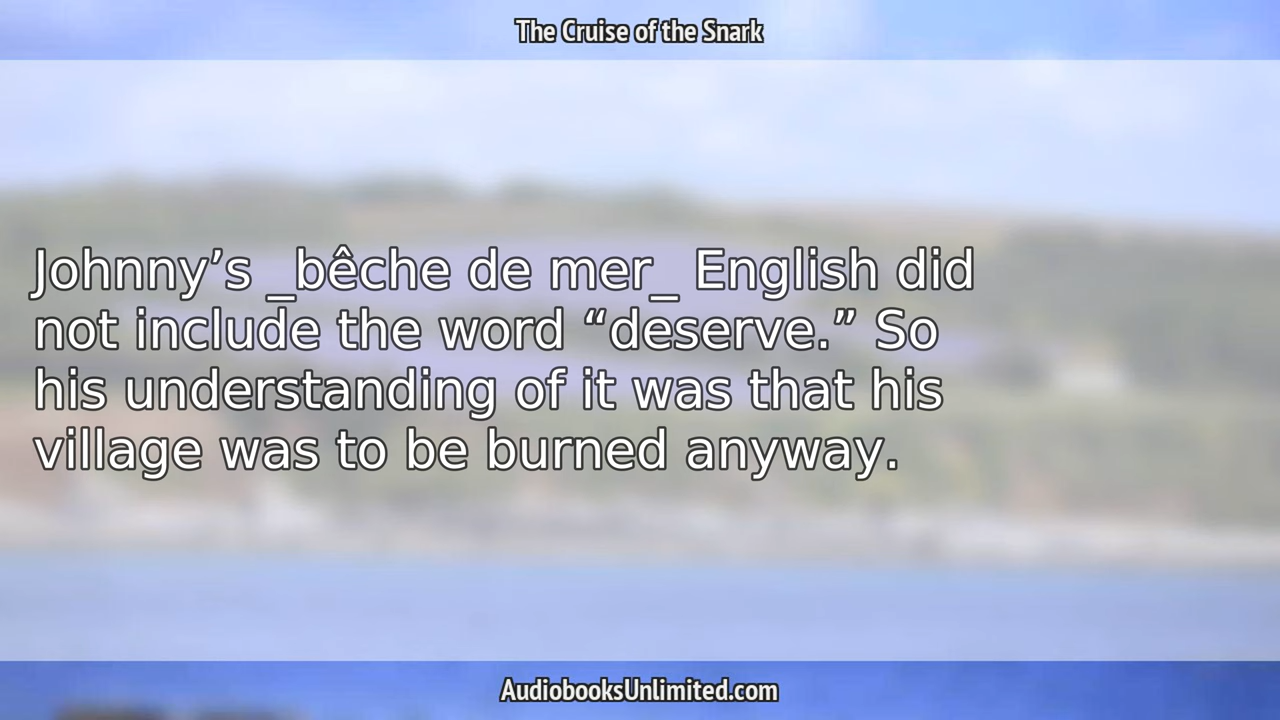 The Cruise of the Snark
Johnny’s _bêche de mer_ English did
not include the word “deserve.” So
his understanding of it was that his
village was to be burned anyway.
AudiobooksUnlimited.com